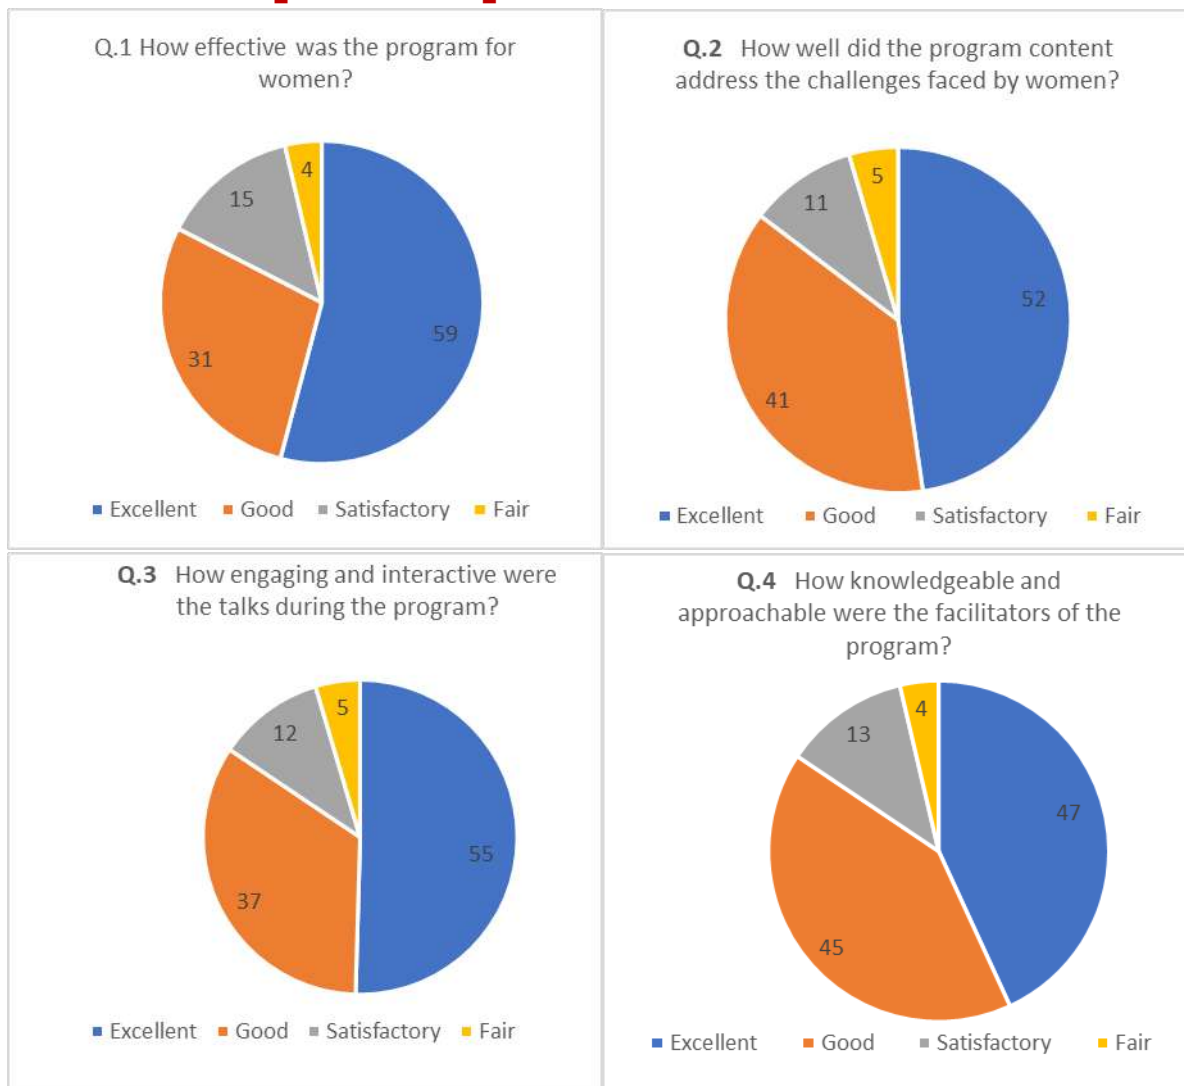 Q.1 How effective was the program for
women?
4
15
59
31
Excellent Good Satisfactory Fair
Q.2 How well did the program content
address the challenges faced by women?
5
11
52
41
Excellent Good Satisfactory Fair
Q.3 How engaging and interactive were
the talks during the program?
5
12
55
37
Excellent Good Satisfactory Fair
Q.4 How knowledgeable and
approachable were the facilitators of the
program?
4
13
47
45
Excellent Good Satisfactory Fair